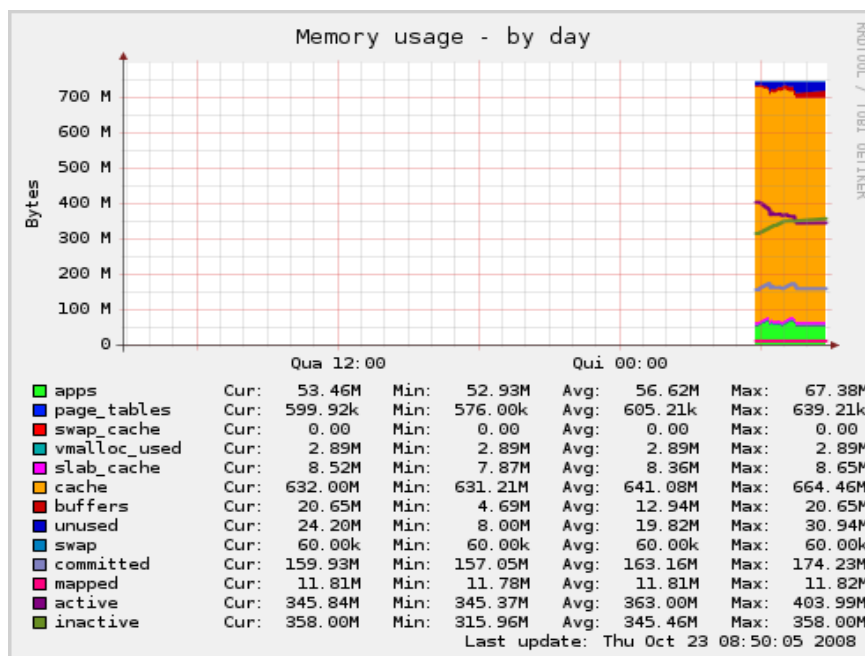 Memory usage - by day
RRDTOOL / TOBI OETIKER
Bytes
700 M
600 M
500 M
400 M
300 M
200 M
100 M
0
Qua 12:00 Qui 00:00
apps Cur: 53.46M Min: 52.93M Avg: 56.62M Max: 67.38M
page_tables Cur: 599.92k Min: 576.00k Avg: 605.21k Max: 639.21k
swap_cache Cur: 0.00 Min: 0.00 Avg: 0.00 Max: 0.00
vmalloc_used Cur: 2.89M Min: 2.89M Avg: 2.89M Max: 2.89M
slab_cache Cur: 8.52M Min: 7.87M Avg: 8.36M Max: 8.65M
cache Cur: 632.00M Min: 631.21M Avg: 641.08M Max: 664.46M
buffers Cur: 20.65M Min: 4.69M Avg: 12.94M Max: 20.65M
unused Cur: 24.20M Min: 8.00M Avg: 19.82M Max: 30.94M
swap Cur: 60.00k Min: 60.00k Avg: 60.00k Max: 60.00k
committed Cur: 159.93M Min: 157.05M Avg: 163.16M Max: 174.23M
mapped Cur: 11.81M Min: 11.78M Avg: 11.81M Max: 11.82M
active Cur: 345.84M Min: 345.37M Avg: 363.00M Max: 403.99M
inactive Cur: 358.00M Min: 315.96M Avg: 345.46M Max: 358.00M
Last update: Thu Oct 23 08:50:05 2008